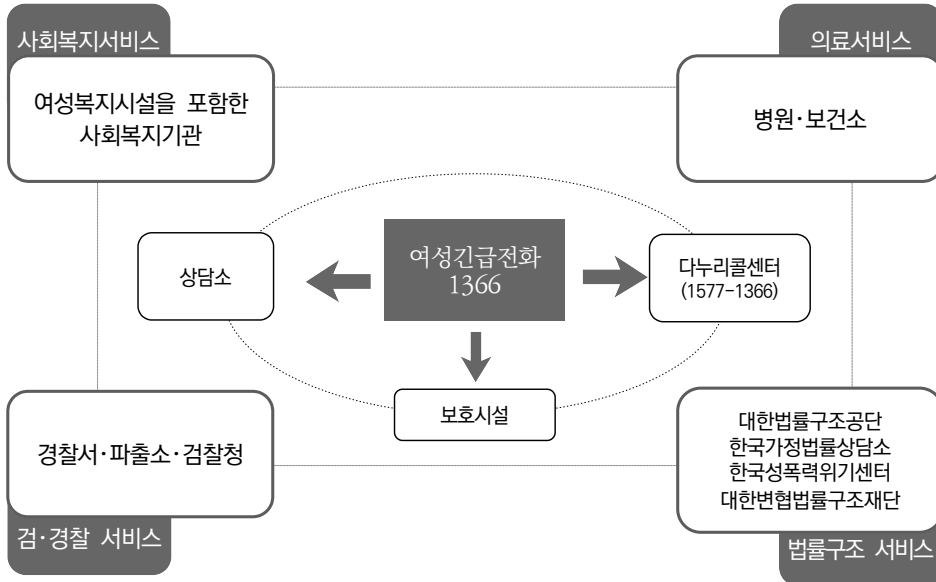 사회복지서비스
여성복지시설을 포함한
사회복지기관
의료서비스
병원·보건소
상담소
여성긴급전화
1366
다누리콜센터
(1577-1366)
보호시설
경찰서·파출소·검찰청
검·경찰 서비스
대한법률구조공단
한국가정법률상담소
한국성폭력위기센터
대한변협법률구조재단
법률구조 서비스